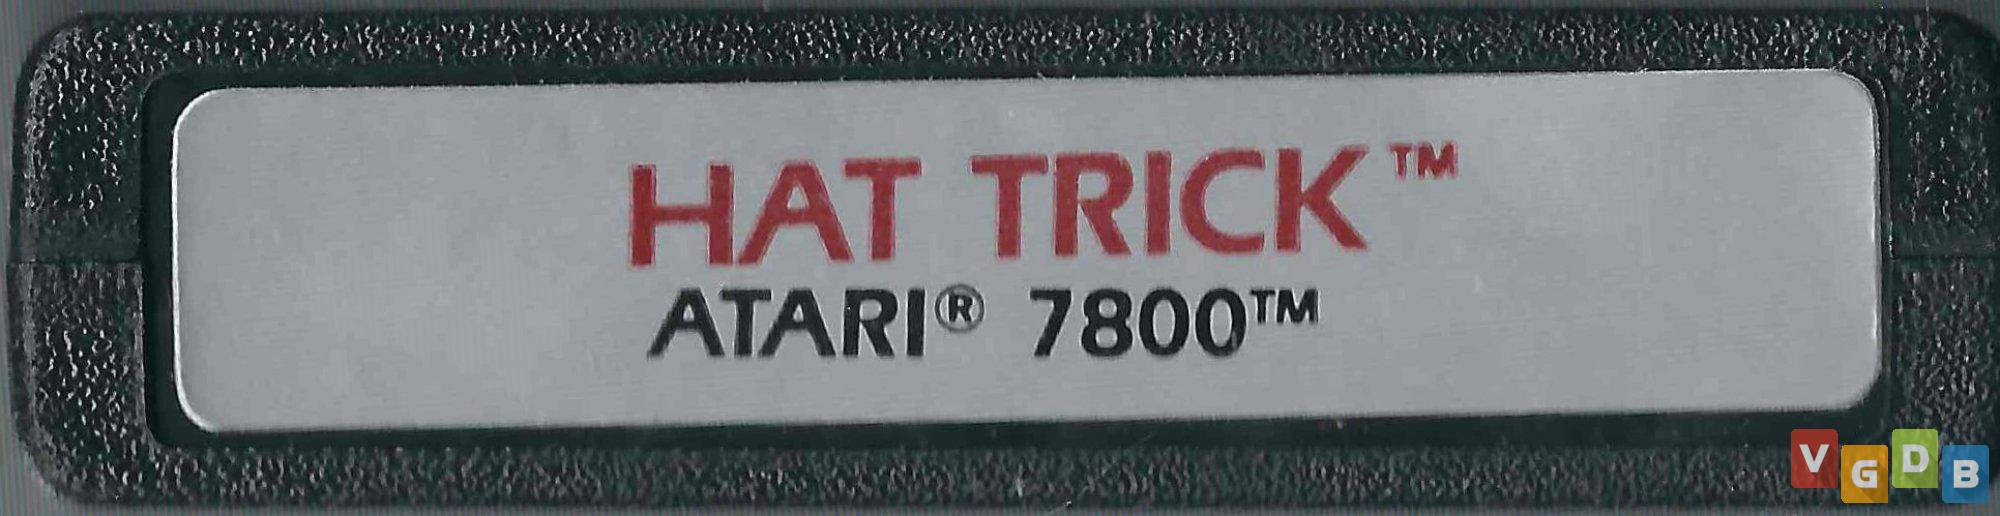 HAT TRICK™
ATARI® 7800™
VGDB